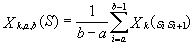 X_{k,a,b}(S) = \frac{1}{b-a} \sum_{i=a}^{b-1} X_k(s_i s_{i+1})